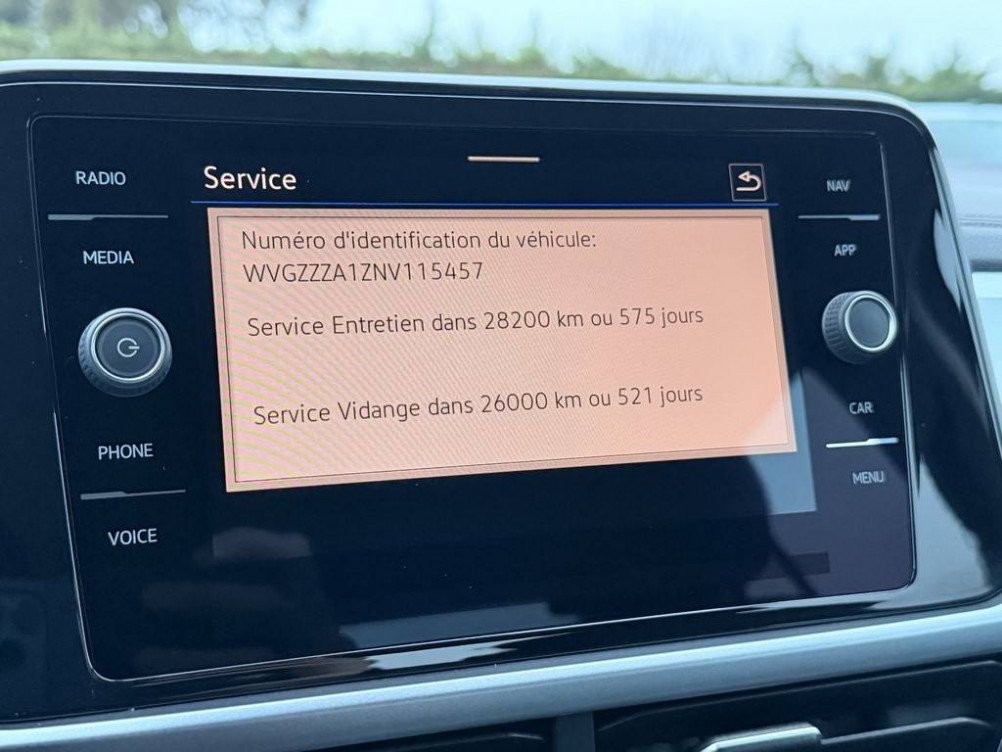 RADIO
MEDIA
PHONE
VOICE
Service
Numéro d'identification du véhicule:
WVGZZZA1ZNV115457
Service Entretien dans 28200 km ou 575 jours
Service Vidange dans 26000 km ou 521 jours
NAV
APP
CAR
MENU